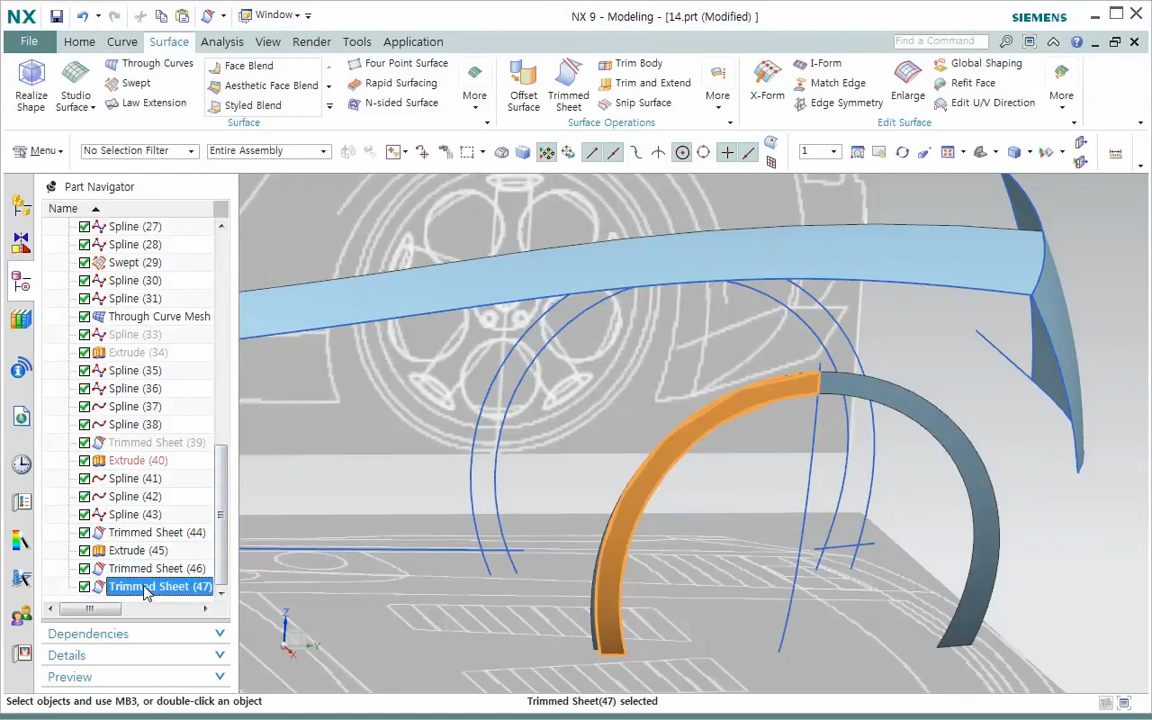 NX
Window
NX 9 - Modeling - [14.prt (Modified) ]
SIEMENS
File Home Curve Surface Analysis View Render Tools Application
Find a Command
Realize Shape
Studio Surface
Through Curves
Swept
Law Extension
Face Blend
Aesthetic Face Blend
Styled Blend
Four Point Surface
Rapid Surfacing
N-sided Surface
More
Surface
Offset Surface
Trimmed Sheet
Trim Body
Trim and Extend
Snip Surface
More
Surface Operations
X-Form
I-Form
Match Edge
Edge Symmetry
Enlarge
Global Shaping
Refit Face
Edit U/V Direction
More
Edit Surface
Menu
No Selection Filter
Entire Assembly
1
Part Navigator
Name
Spline (27)
Spline (28)
Swept (29)
Spline (30)
Spline (31)
Through Curve Mesh
Spline (33)
Extrude (34)
Spline (35)
Spline (36)
Spline (37)
Spline (38)
Trimmed Sheet (39)
Extrude (40)
Spline (41)
Spline (42)
Spline (43)
Trimmed Sheet (44)
Extrude (45)
Trimmed Sheet (46)
Trimmed Sheet (47)
Dependencies
Details
Preview
Z
Y
X
Select objects and use MB3, or double-click an object
Trimmed Sheet(47) selected